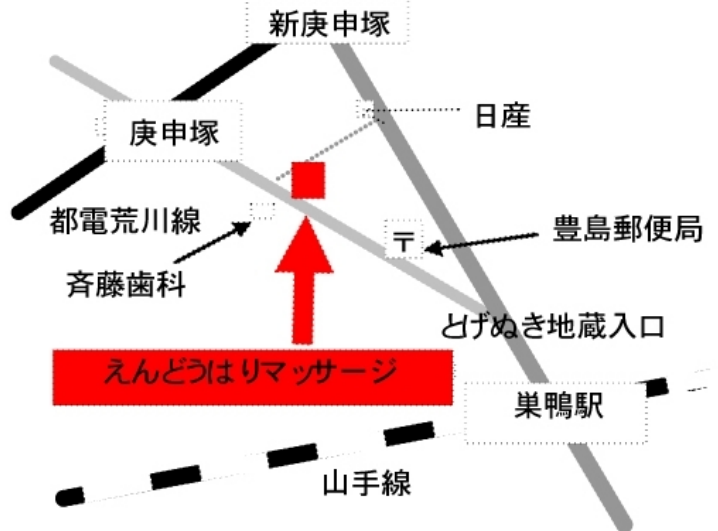 新庚申塚
日産
庚申塚
都電荒川線
斉藤歯科
〒
豊島郵便局
とげぬき地蔵入口
えんどうはりマッサージ
巣鴨駅
山手線